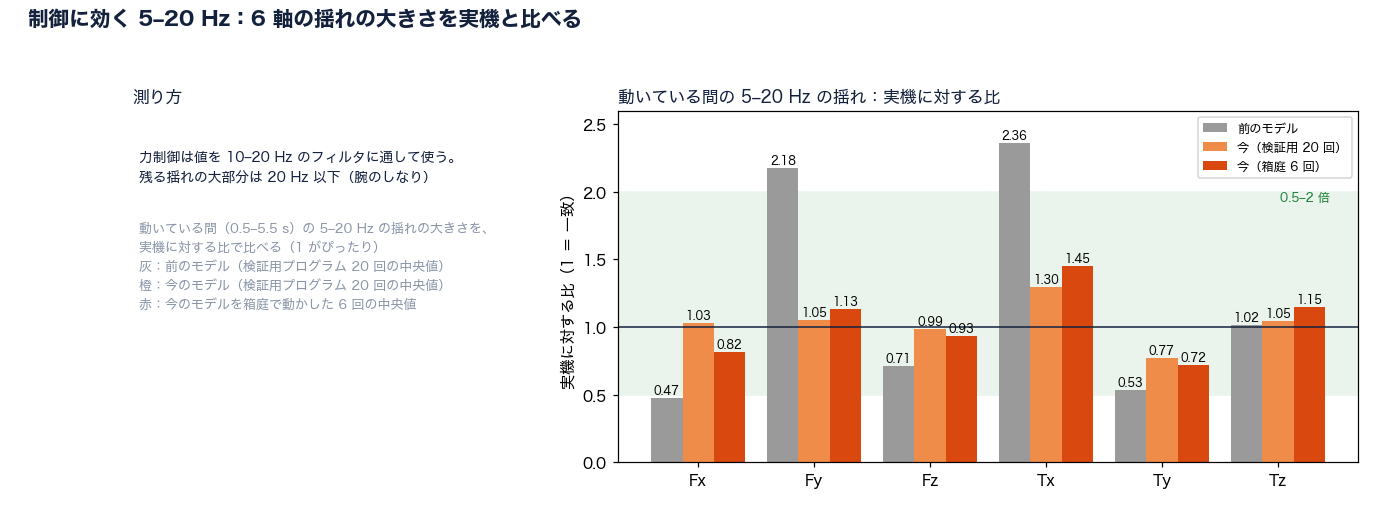 制御に効く 5–20 Hz：6 軸の揺れの大きさを実機と比べる
測り方
力制御は値を 10–20 Hz のフィルタに通して使う。
残る揺れの大部分は 20 Hz 以下（腕のしなり）
動いている間（0.5–5.5 s）の 5–20 Hz の揺れの大きさを、
実機に対する比で比べる（1 がぴったり）
灰：前のモデル（検証用プログラム 20 回の中央値）
橙：今のモデル（検証用プログラム 20 回の中央値）
赤：今のモデルを箱庭で動かした 6 回の中央値
動いている間の 5–20 Hz の揺れ：実機に対する比
実機に対する比（1 = 一致）
2.5
2.0
1.5
1.0
0.5
0.0
前のモデル
今（検証用 20 回）
今（箱庭 6 回）
0.5–2 倍
0.47
1.03
0.82
2.18
1.05
1.13
0.71
0.99
0.93
2.36
1.30
1.45
0.53
0.77
0.72
1.02
1.05
1.15
Fx
Fy
Fz
Tx
Ty
Tz